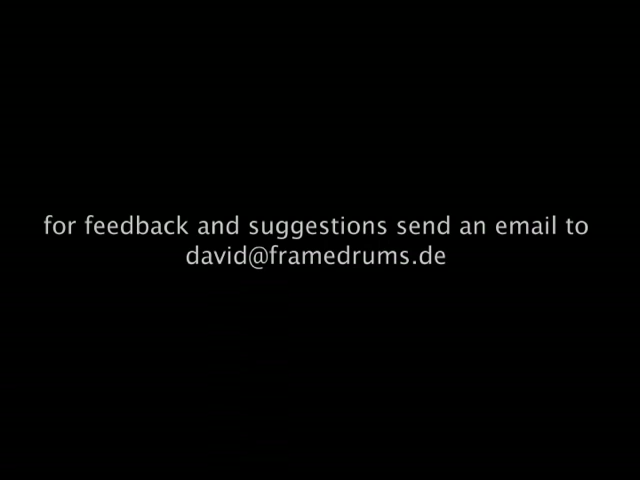 for feedback and suggestions send an email to
david@framedrums.de